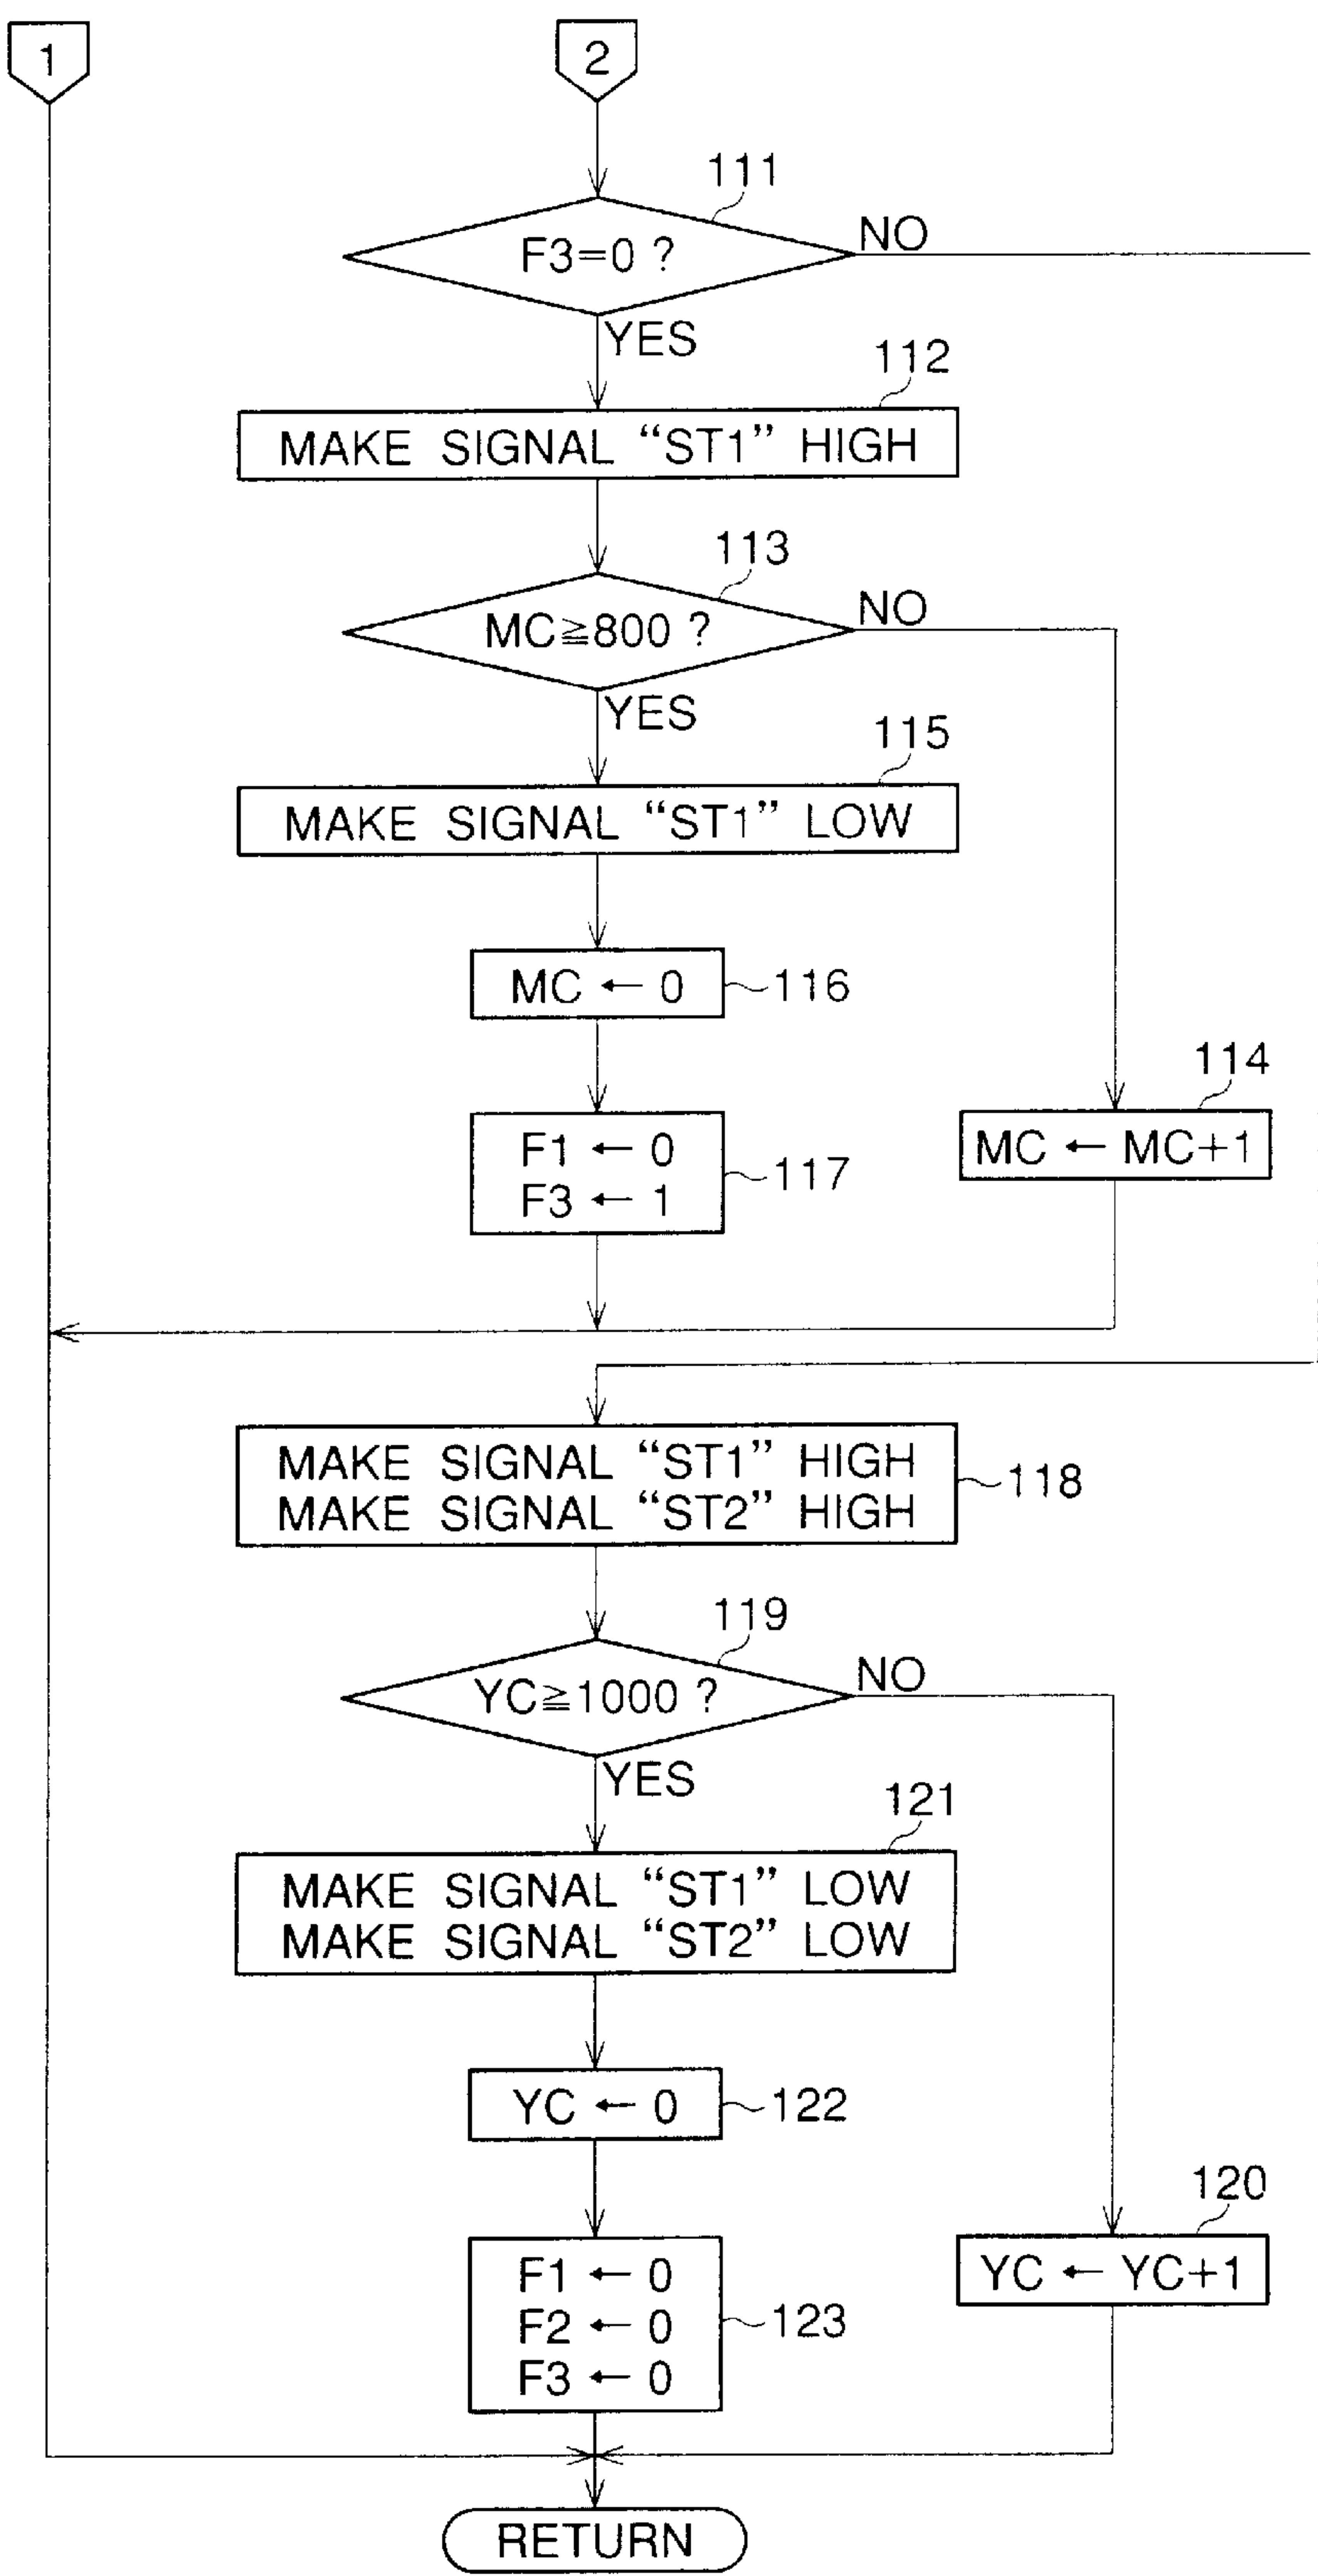 1
2
111
F3=0 ?
NO
YES
112
MAKE SIGNAL “ST1” HIGH
113
MC≧800 ?
NO
YES
115
MAKE SIGNAL “ST1” LOW
MC ← 0
116
114
MC ← MC+1
F1 ← 0
F3 ← 1
117
MAKE SIGNAL “ST1” HIGH
MAKE SIGNAL “ST2” HIGH
118
119
YC≧1000 ?
NO
YES
121
MAKE SIGNAL “ST1” LOW
MAKE SIGNAL “ST2” LOW
YC ← 0
122
120
YC ← YC+1
F1 ← 0
F2 ← 0
F3 ← 0
123
RETURN